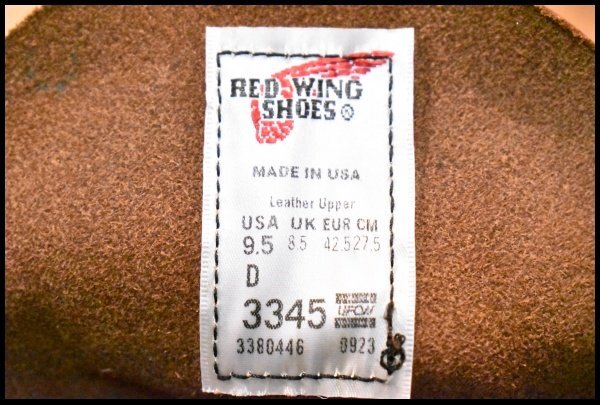 RED WING
SHOES®
MADE IN USA
Leather Upper
USA UK EUR CM
9.5 8.5 42.5 27.5
D
3345 UFCW
3380446 0923